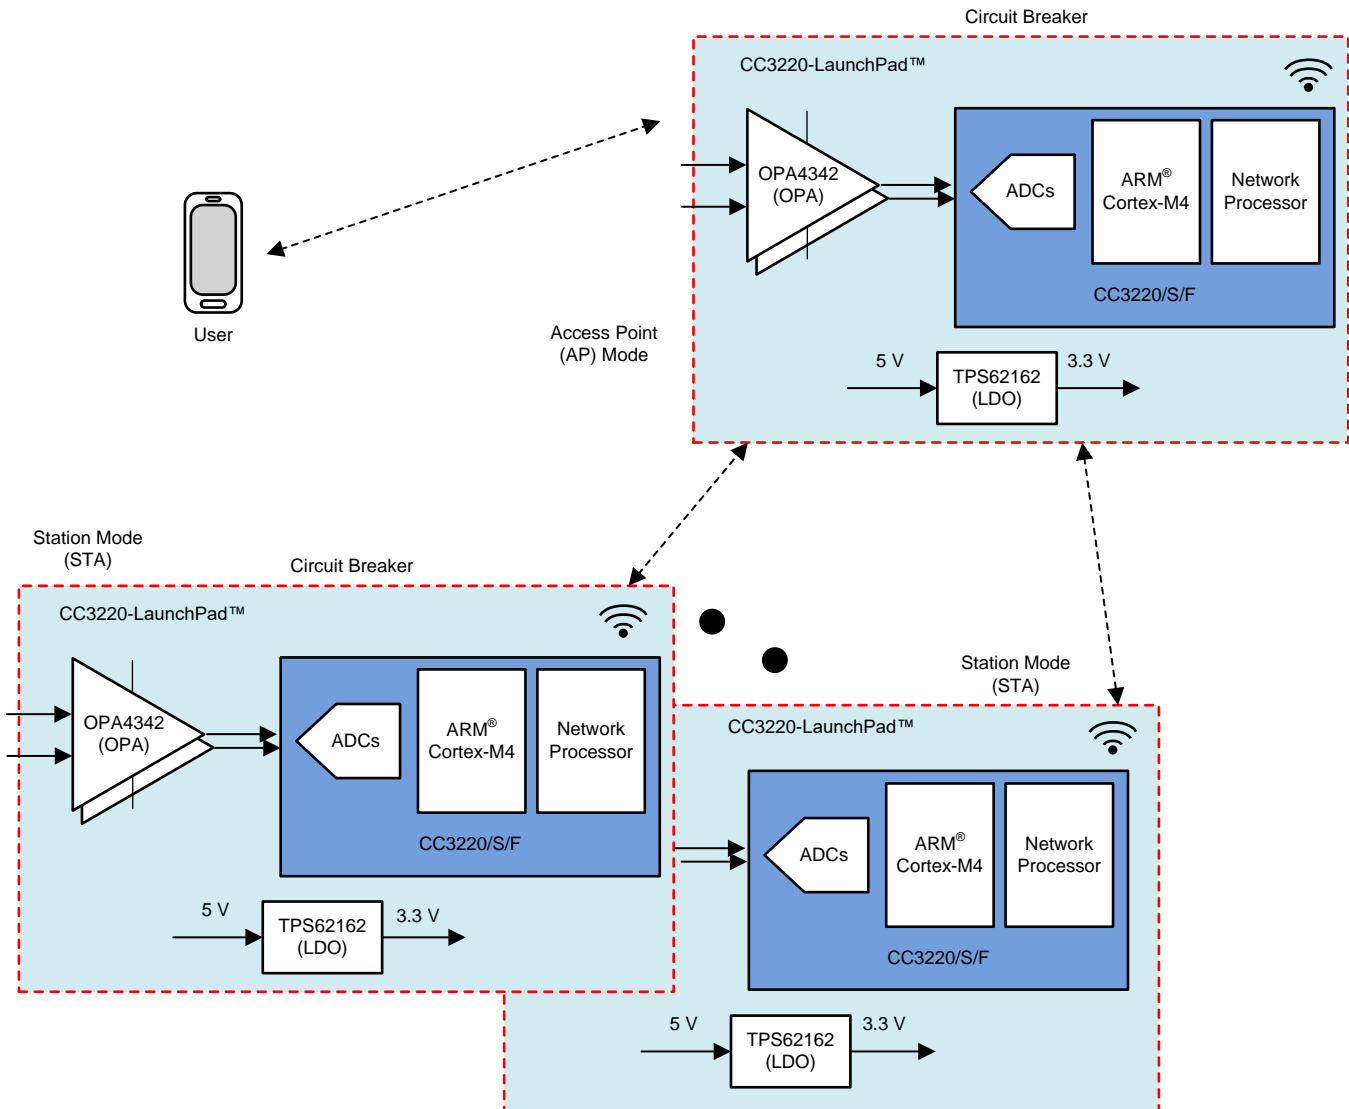 Circuit Breaker
CC3220-LaunchPad™
OPA4342
(OPA)
ADCs
ARM®
Cortex-M4
Network
Processor
CC3220/S/F
5 V
TPS62162
(LDO)
3.3 V
User
Access Point
(AP) Mode
Station Mode
(STA)
Circuit Breaker
CC3220-LaunchPad™
OPA4342
(OPA)
ADCs
ARM®
Cortex-M4
Network
Processor
CC3220/S/F
5 V
TPS62162
(LDO)
3.3 V
Station Mode
(STA)
CC3220-LaunchPad™
ADCs
ARM®
Cortex-M4
Network
Processor
CC3220/S/F
5 V
TPS62162
(LDO)
3.3 V